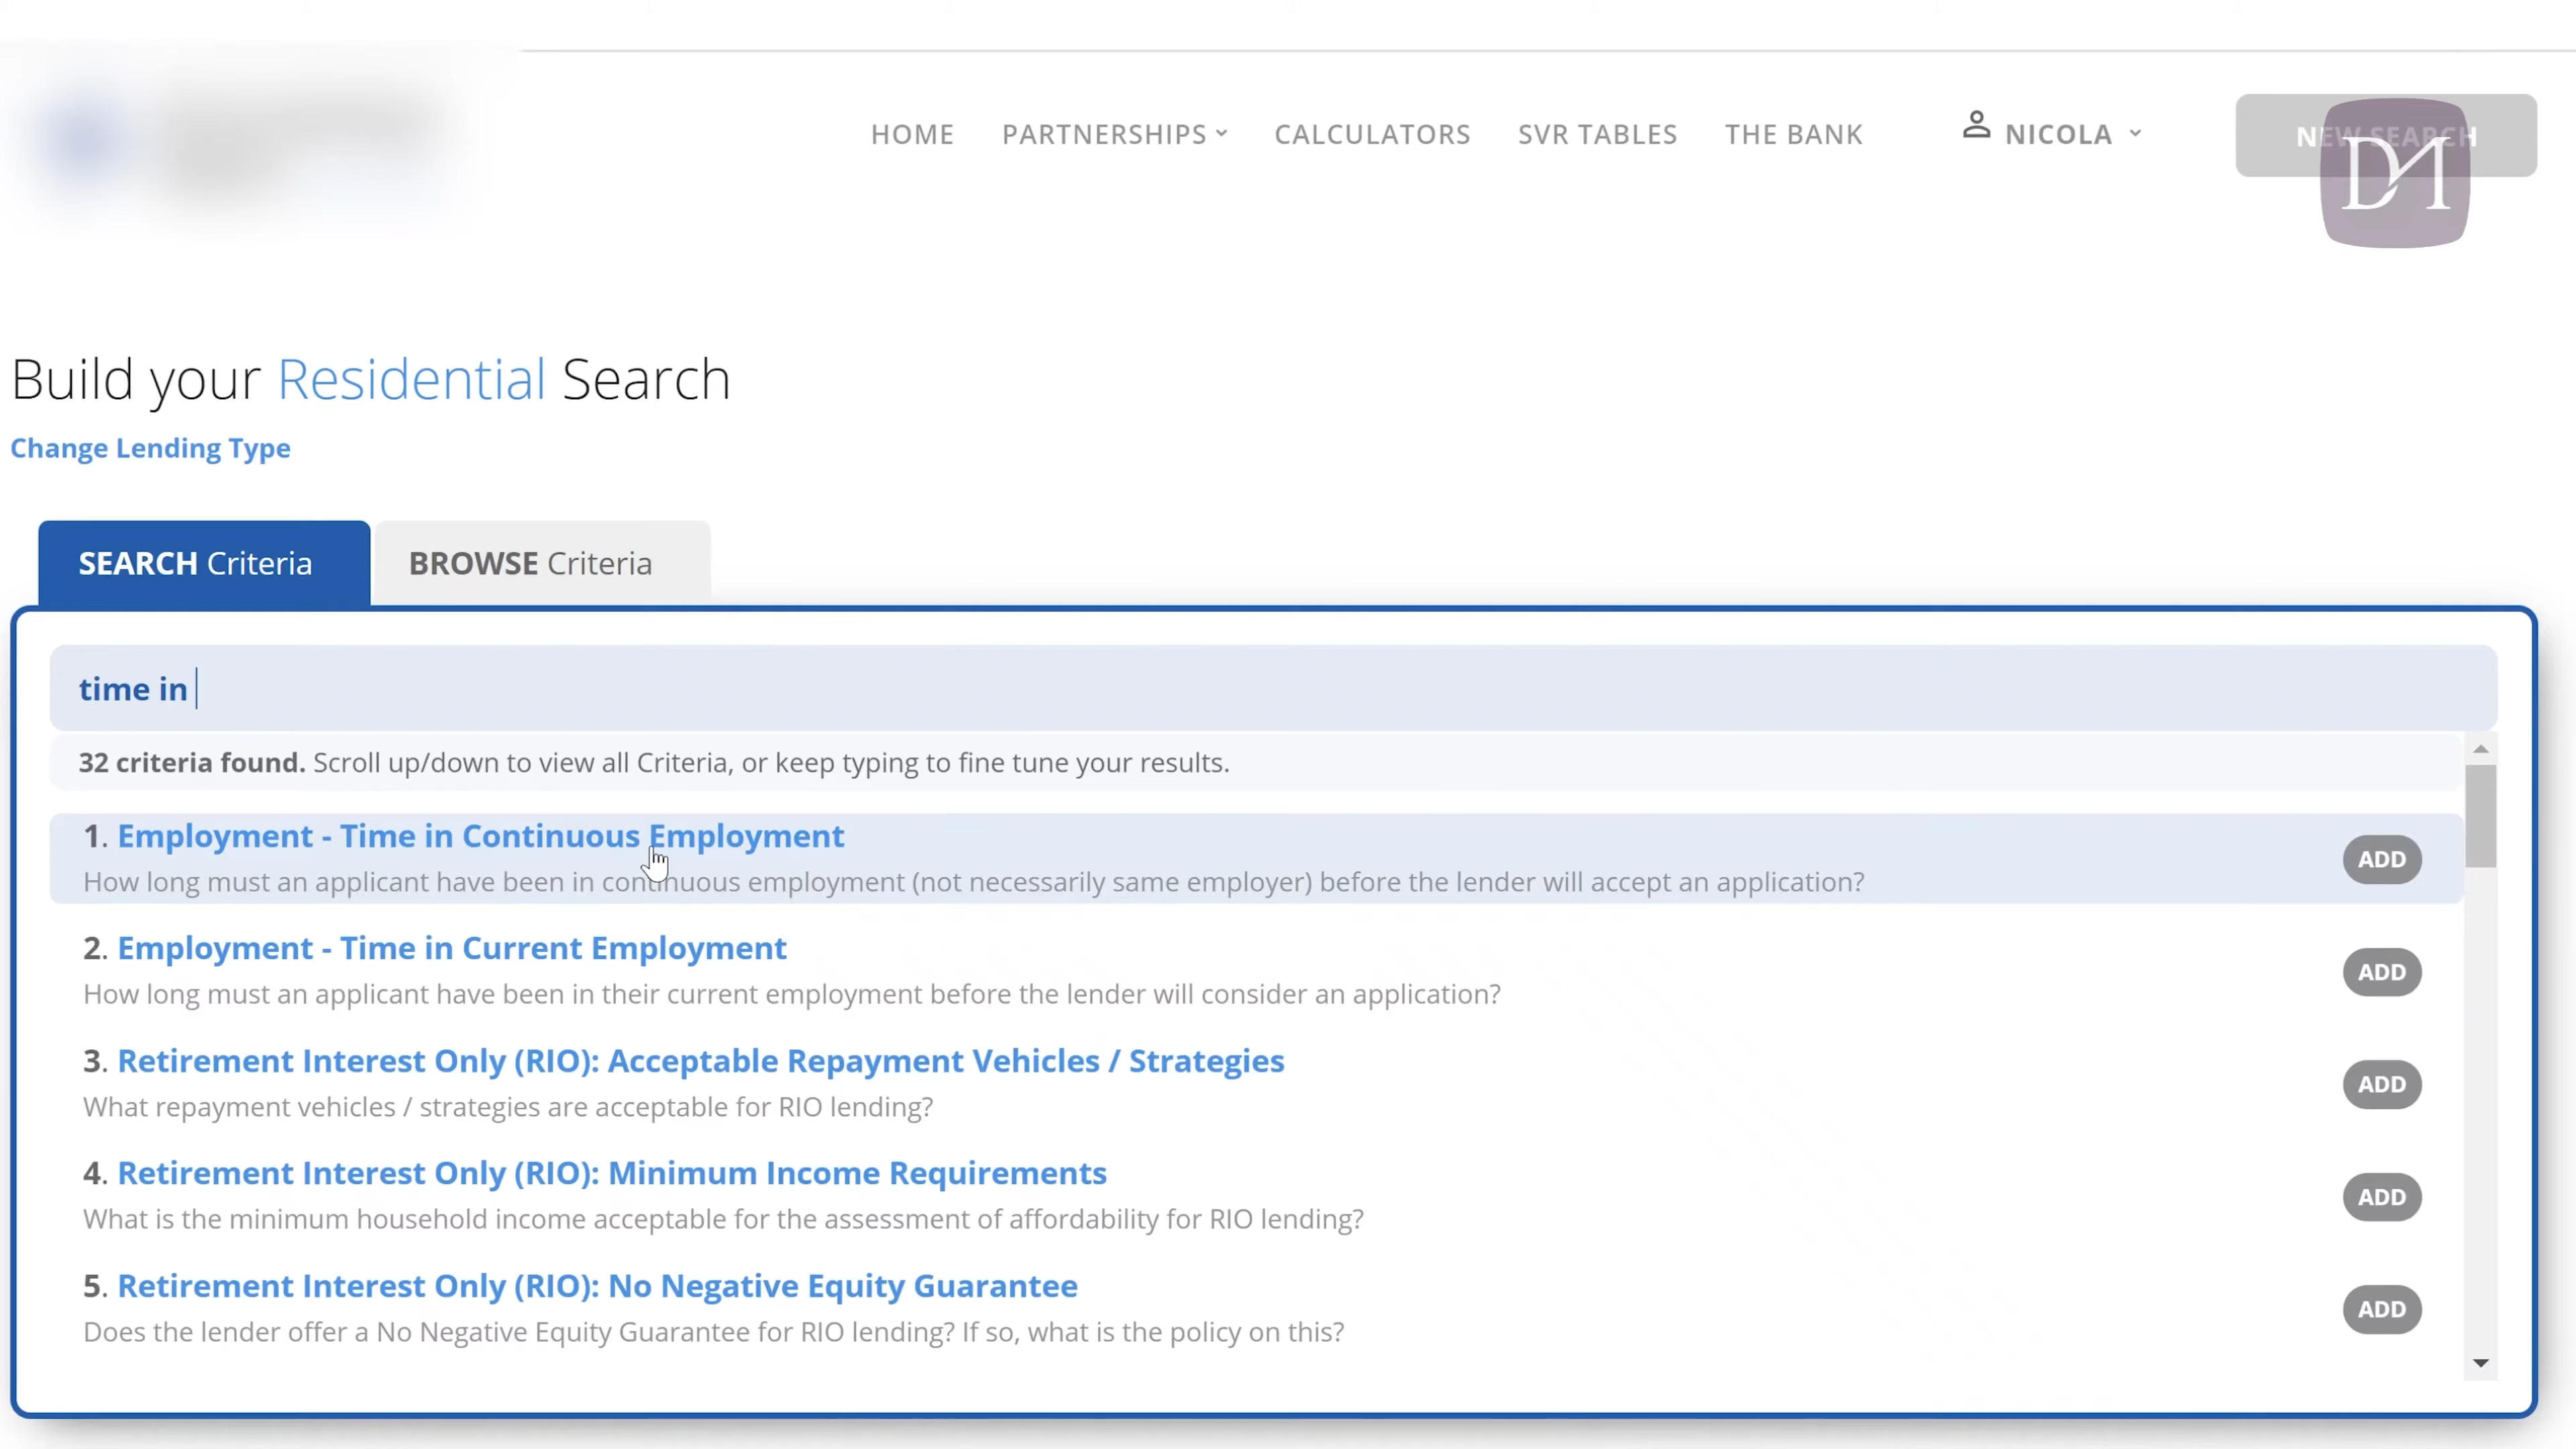 HOME PARTNERSHIPS CALCULATORS SVR TABLES THE BANK NICOLA NEW SEARCH
DM
Build your Residential Search
Change Lending Type
SEARCH Criteria BROWSE Criteria
time in
32 criteria found. Scroll up/down to view all Criteria, or keep typing to fine tune your results.
1. Employment - Time in Continuous Employment
How long must an applicant have been in continuous employment (not necessarily same employer) before the lender will accept an application?
ADD
2. Employment - Time in Current Employment
How long must an applicant have been in their current employment before the lender will consider an application?
ADD
3. Retirement Interest Only (RIO): Acceptable Repayment Vehicles / Strategies
What repayment vehicles / strategies are acceptable for RIO lending?
ADD
4. Retirement Interest Only (RIO): Minimum Income Requirements
What is the minimum household income acceptable for the assessment of affordability for RIO lending?
ADD
5. Retirement Interest Only (RIO): No Negative Equity Guarantee
Does the lender offer a No Negative Equity Guarantee for RIO lending? If so, what is the policy on this?
ADD